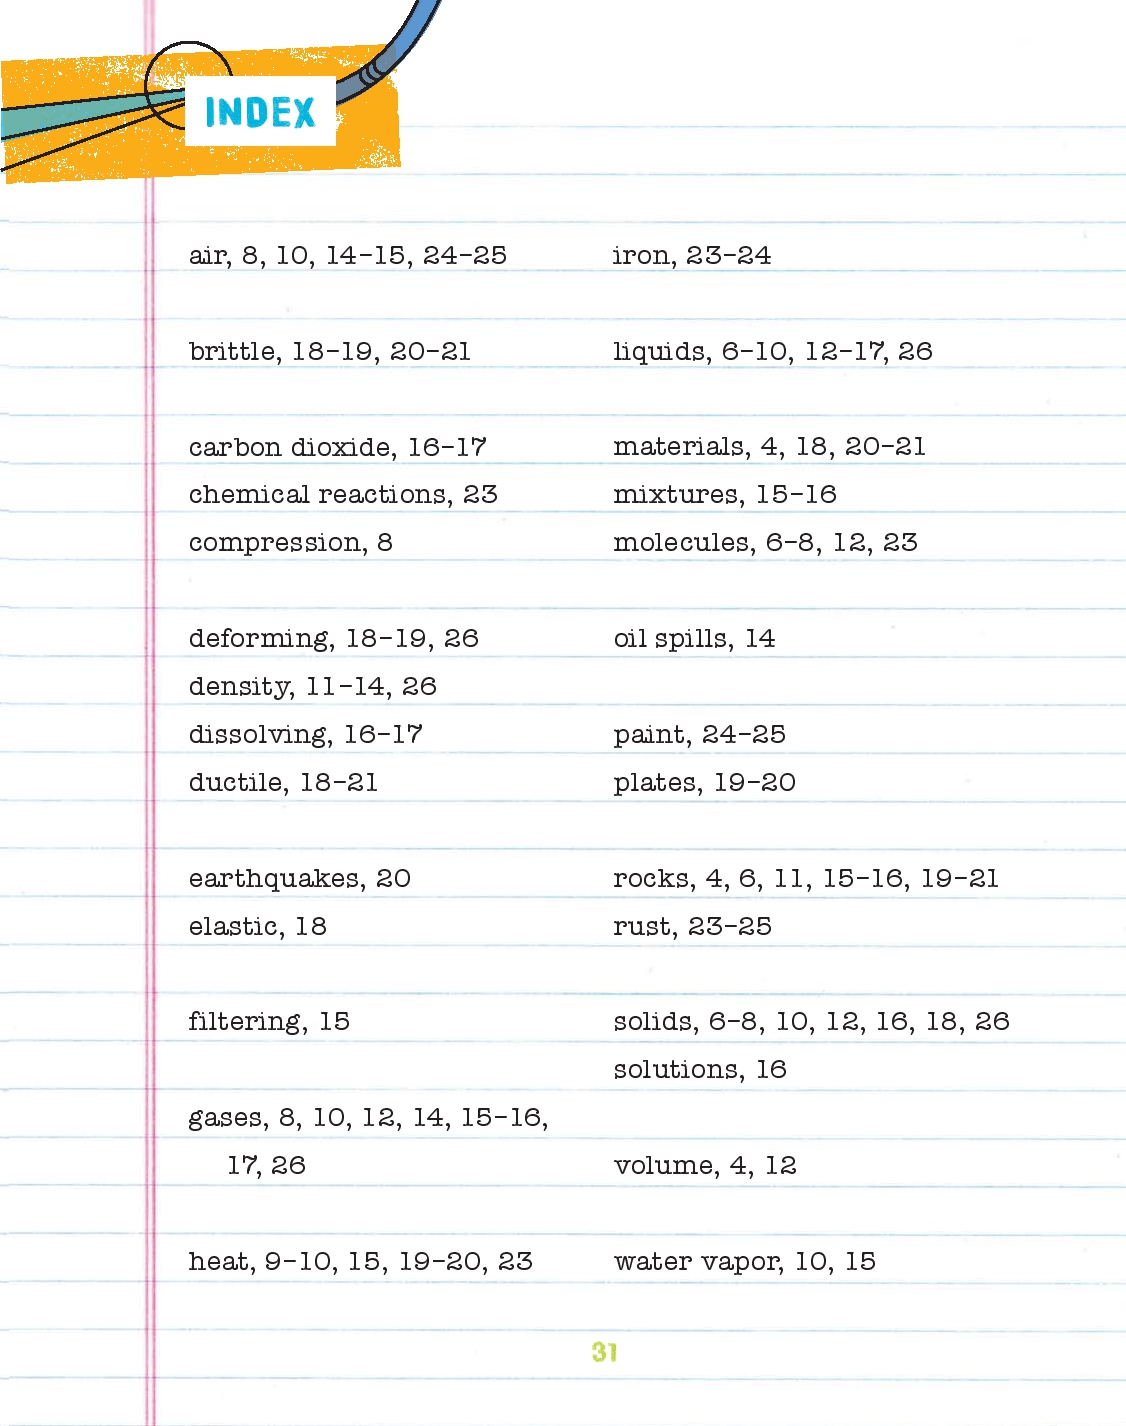 INDEX
air, 8, 10, 14–15, 24–25
brittle, 18–19, 20–21
carbon dioxide, 16–17
chemical reactions, 23
compression, 8
deforming, 18–19, 26
density, 11–14, 26
dissolving, 16–17
ductile, 18–21
earthquakes, 20
elastic, 18
filtering, 15
gases, 8, 10, 12, 14, 15–16,
17, 26
heat, 9–10, 15, 19–20, 23
iron, 23–24
liquids, 6–10, 12–17, 26
materials, 4, 18, 20–21
mixtures, 15–16
molecules, 6–8, 12, 23
oil spills, 14
paint, 24–25
plates, 19–20
rocks, 4, 6, 11, 15–16, 19–21
rust, 23–25
solids, 6–8, 10, 12, 16, 18, 26
solutions, 16
volume, 4, 12
water vapor, 10, 15
31